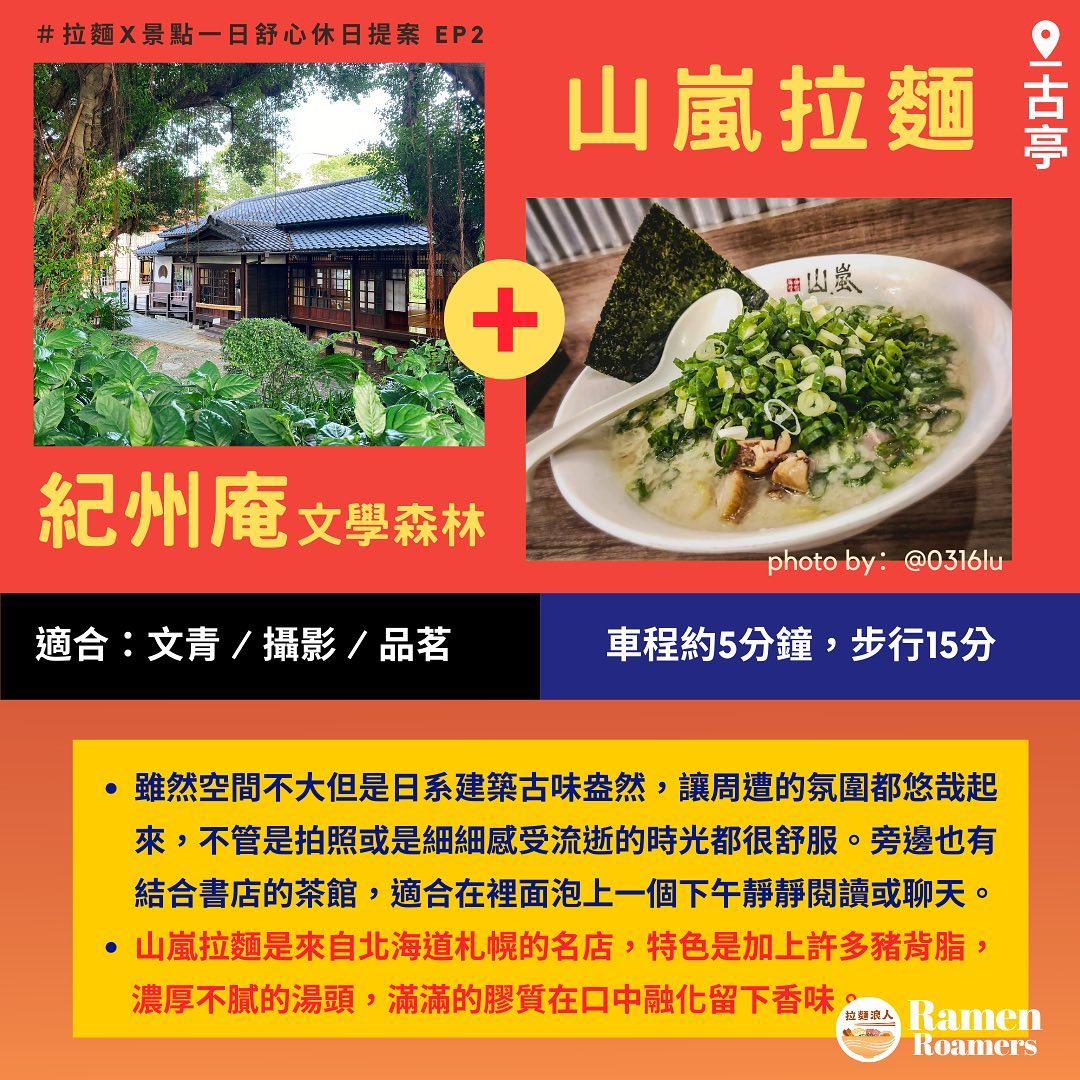 #拉麵X景點一日舒心休日提案 EP2
山嵐拉麵
古亭
山嵐
紀州庵文學森林
photo by：@0316lu
適合：文青 / 攝影 / 品茗
車程約5分鐘，步行15分
• 雖然空間不大但是日系建築古味盎然，讓周遭的氛圍都悠哉起
來，不管是拍照或是細細感受流逝的時光都很舒服。旁邊也有
結合書店的茶館，適合在裡面泡上一個下午靜靜閱讀或聊天。
• 山嵐拉麵是來自北海道札幌的名店，特色是加上許多豬背脂，
濃厚不膩的湯頭，滿滿的膠質在口中融化留下香味。
拉麵浪人
Ramen
Roamers